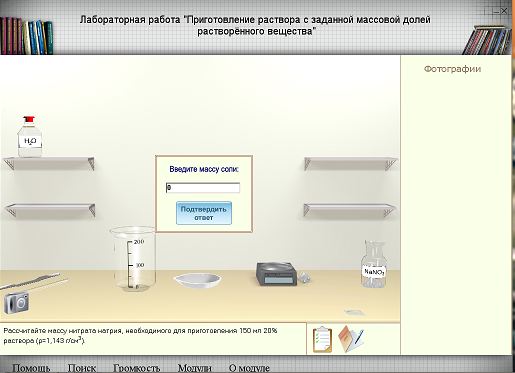 Лабораторная работа "Приготовление раствора с заданной массовой долей
растворённого вещества"
Фотографии
H₂O
Введите массу соли:
0
Подтвердить
ответ
200
100
0
NaNO₃
Рассчитайте массу нитрата натрия, необходимого для приготовления 150 мл 20%
раствора (ρ=1,143 г/см³).
Помощь Поиск Громкость Модули О модуле